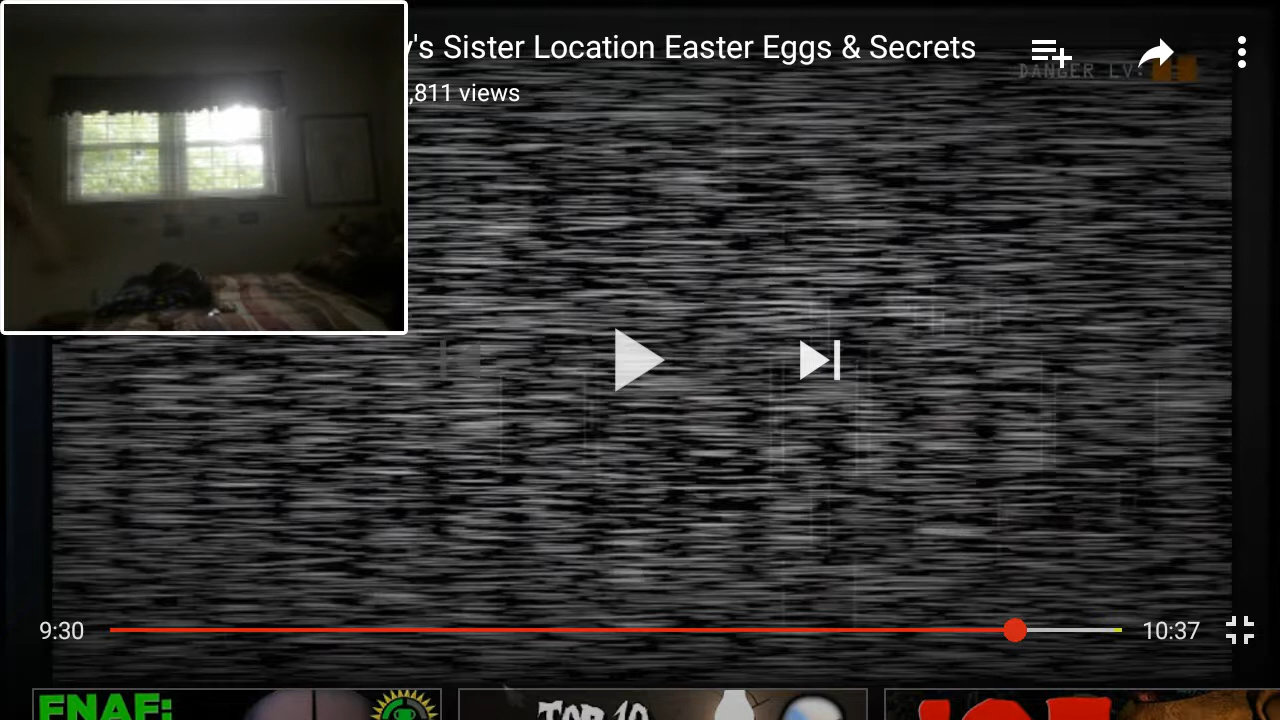 's Sister Location Easter Eggs & Secrets
DANGER LV:
,811 views
9:30
10:37
FNAF:
TOP 10